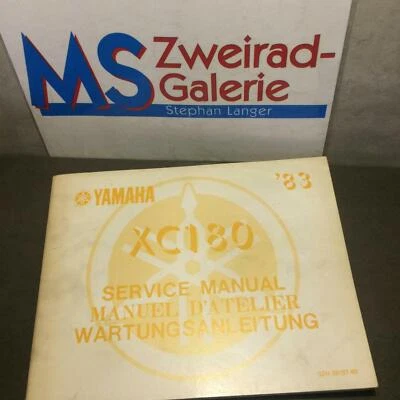 MS Zweirad-
Galerie
Stephan Langer
YAMAHA
'83
XC180
SERVICE MANUAL
MANUEL D'ATELIER
WARTUNGSANLEITUNG